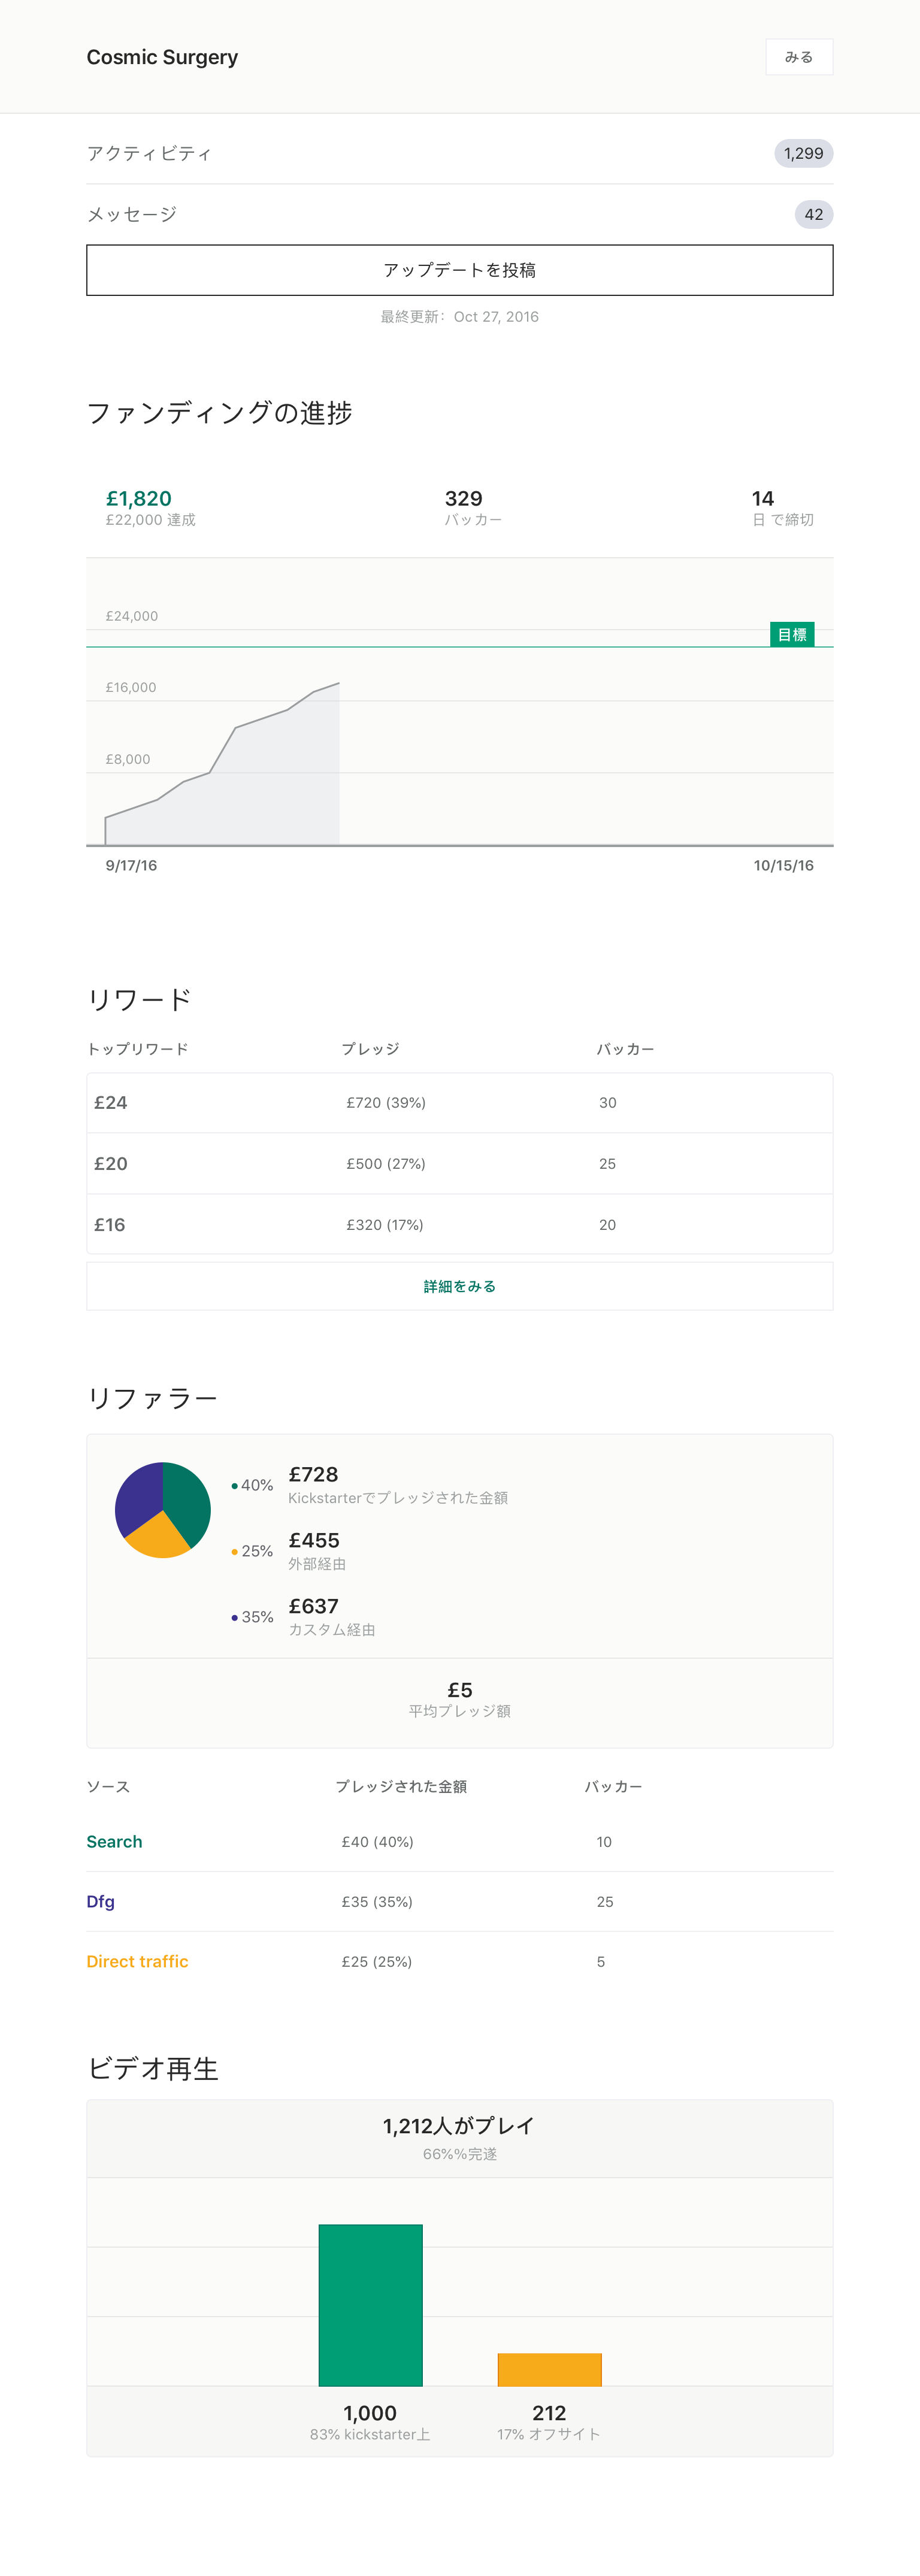 Cosmic Surgery
みる
アクティビティ
1,299
メッセージ
42
アップデートを投稿
最終更新: Oct 27, 2016
ファンディングの進捗
£1,820
£22,000 達成
329
バッカー
14
日 で締切
£24,000
目標
£16,000
£8,000
9/17/16
10/15/16
リワード
トップリワード プレッジ バッカー
£24 £720 (39%) 30
£20 £500 (27%) 25
£16 £320 (17%) 20
詳細をみる
リファラー
40%
£728
Kickstarterでプレッジされた金額
25%
£455
外部経由
35%
£637
カスタム経由
£5
平均プレッジ額
ソース プレッジされた金額 バッカー
Search £40 (40%) 10
Dfg £35 (35%) 25
Direct traffic £25 (25%) 5
ビデオ再生
1,212人がプレイ
66%%完遂
1,000
83% kickstarter上
212
17% オフサイト